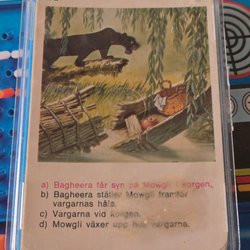 a) Bagheera får syn på Mowgli i korgen.
b) Bagheera ställer Mowgli framför
vargarnas håla.
c) Vargarna vid korgen.
d) Mowgli växer upp hos vargarna.